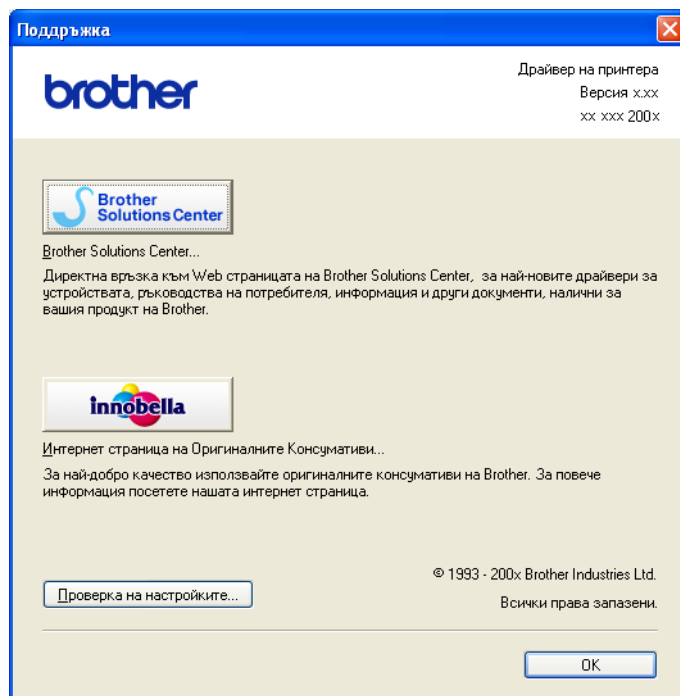 Поддръжка
brother
Драйвер на принтера
Версия x.xx
xx xxx 200x
Brother
Solutions Center
Brother Solutions Center...
Директна връзка към Web страницата на Brother Solutions Center, за най-новите драйвери за
устройствата, ръководства на потребителя, информация и други документи, налични за
вашия продукт на Brother.
innobella
Интернет страница на Оригиналните Консумативи...
За най-добро качество използвайте оригиналните консумативи на Brother. За повече
информация посетете нашата интернет страница.
© 1993 - 200x Brother Industries Ltd.
Проверка на настройките...
Всички права запазени.
OK